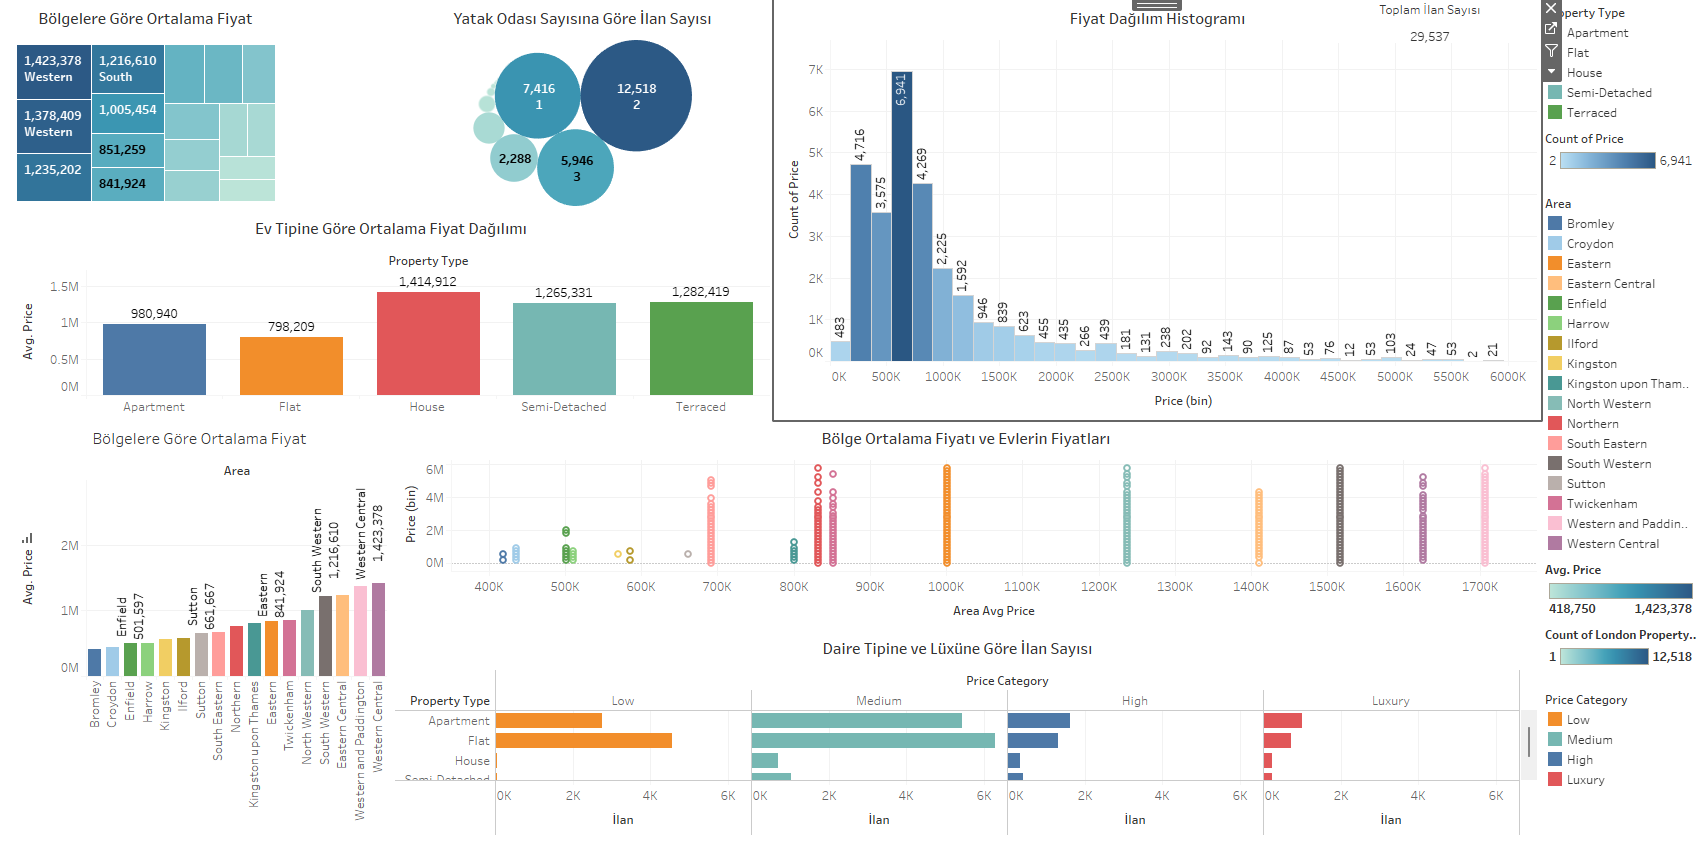 Bölgelere Göre Ortalama Fiyat
1,423,378
Western
1,378,409
Western
1,235,202
1,216,610
South
1,005,454
851,259
841,924
Yatak Odası Sayısına Göre İlan Sayısı
7,416
1
12,518
2
2,288
5,946
3
Ev Tipine Göre Ortalama Fiyat Dağılımı
Property Type
Avg. Price
1.5M
1M
0.5M
0M
980,940
798,209
1,414,912
1,265,331
1,282,419
Apartment
Flat
House
Semi-Detached
Terraced
Fiyat Dağılım Histogramı
Toplam İlan Sayısı
29,537
Count of Price
7K
6K
5K
4K
3K
2K
1K
0K
483
4,716
3,575
6,941
4,269
2,225
1,592
946
839
623
455
435
266
439
181
131
238
202
92
143
90
125
87
53
76
12
53
103
24
47
53
2
21
0K
500K
1000K
1500K
2000K
2500K
3000K
3500K
4000K
4500K
5000K
5500K
6000K
Price (bin)
Bölgelere Göre Ortalama Fiyat
Area
Avg. Price
2M
1M
0M
Enfield
501,597
Sutton
661,667
Eastern
841,924
South Western
1,216,610
Western Central
1,423,378
Bromley
Croydon
Enfield
Harrow
Kingston
Ilford
Sutton
South Eastern
Northern
Kingston upon Thames
Eastern
Twickenham
North Western
South Western
Eastern Central
Western and Paddington
Western Central
Bölge Ortalama Fiyatı ve Evlerin Fiyatları
Price (bin)
6M
4M
2M
0M
400K
500K
600K
700K
800K
900K
1000K
1100K
1200K
1300K
1400K
1500K
1600K
1700K
Area Avg Price
Daire Tipine ve Lüxüne Göre İlan Sayısı
Price Category
Property Type
Low
Medium
High
Luxury
Apartment
Flat
House
Semi-Detached
0K
2K
4K
6K
0K
2K
4K
6K
0K
2K
4K
6K
0K
2K
4K
6K
İlan
İlan
İlan
İlan
operty Type
Apartment
Flat
House
Semi-Detached
Terraced
Count of Price
2
6,941
Area
Bromley
Croydon
Eastern
Eastern Central
Enfield
Harrow
Ilford
Kingston
Kingston upon Tham..
North Western
Northern
South Eastern
South Western
Sutton
Twickenham
Western and Paddin..
Western Central
Avg. Price
418,750
1,423,378
Count of London Property..
1
12,518
Price Category
Low
Medium
High
Luxury